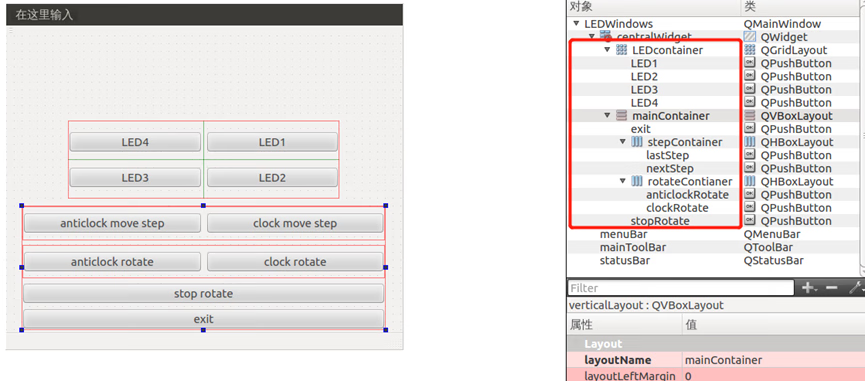 在这里输入
LED4 LED1
LED3 LED2
anticlock move step clock move step
anticlock rotate clock rotate
stop rotate
exit
对象 类
LEDWindows QMainWindow
centralWidget QWidget
LEDcontainer QGridLayout
LED1 QPushButton
LED2 QPushButton
LED3 QPushButton
LED4 QPushButton
mainContainer QVBoxLayout
exit QPushButton
stepContainer QHBoxLayout
lastStep QPushButton
nextStep QPushButton
rotateContianer QHBoxLayout
anticlockRotate QPushButton
clockRotate QPushButton
stopRotate QPushButton
menuBar QMenuBar
mainToolBar QToolBar
statusBar QStatusBar
Filter
verticalLayout : QVBoxLayout
属性 值
Layout
layoutName mainContainer
layoutLeftMargin 0